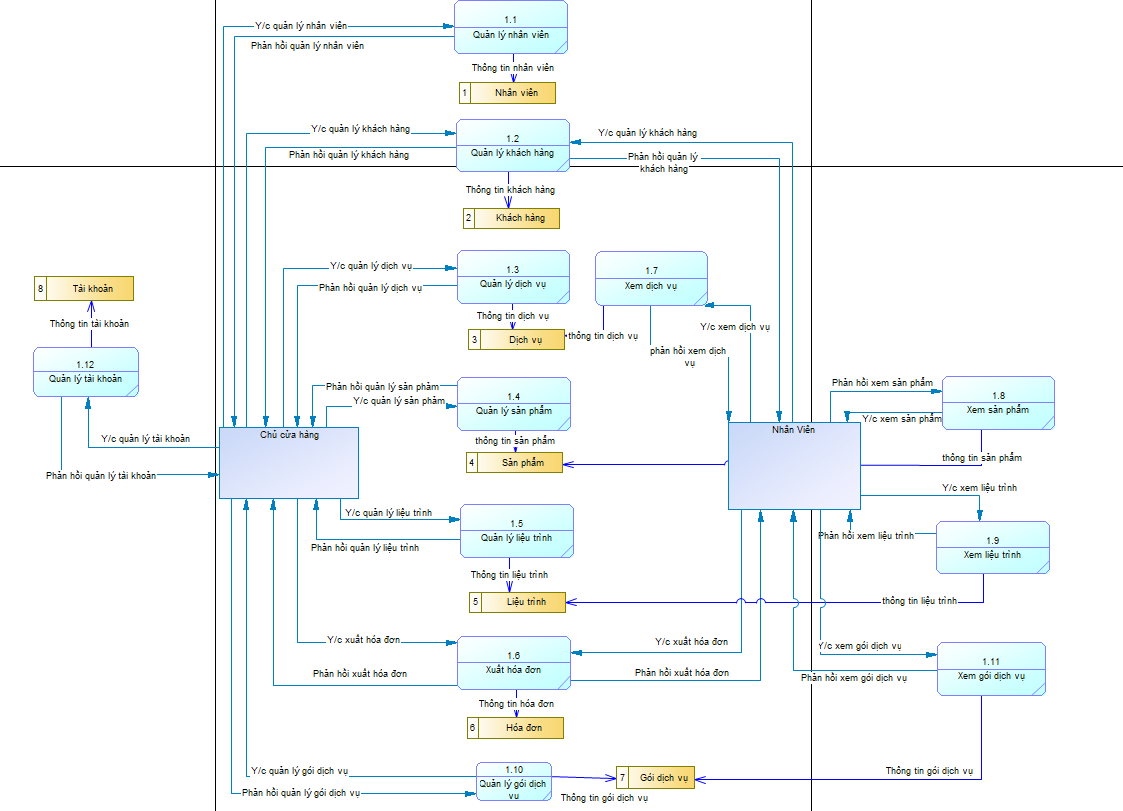 1.1
Y/c quản lý nhân viên
Quản lý nhân viên
Phản hồi quản lý nhân viên
Thông tin nhân viên
1 Nhân viên
Y/c quản lý khách hàng
1.2
Y/c quản lý khách hàng
Phản hồi quản lý khách hàng
Quản lý khách hàng
Phản hồi quản lý
khách hàng
Thông tin khách hàng
2 Khách hàng
Y/c quản lý dịch vụ
1.3
Quản lý dịch vụ
1.7
Xem dịch vụ
Phản hồi quản lý dịch vụ
8 Tài khoản
Thông tin dịch vụ
Thông tin tài khoản
Y/c xem dịch vụ
3 Dịch vụ
thông tin dịch vụ
phản hồi xem dịch
vụ
1.12
Quản lý tài khoản
Phản hồi quản lý sản phẩm
Y/c quản lý sản phẩm
1.4
Quản lý sản phẩm
Phản hồi xem sản phẩm
1.8
Xem sản phẩm
Y/c xem sản phẩm
Chủ cửa hàng
Nhân Viên
Y/c quản lý tài khoản
thông tin sản phẩm
thông tin sản phẩm
4 Sản phẩm
Phản hồi quản lý tài khoản
Y/c xem liệu trình
Y/c quản lý liệu trình
1.5
Quản lý liệu trình
Phản hồi quản lý liệu trình
Phản hồi xem liệu trình
1.9
Xem liệu trình
Thông tin liệu trình
5 Liệu trình
thông tin liệu trình
Y/c xuất hóa đơn
1.6
Xuất hóa đơn
Y/c xuất hóa đơn
Y/c xem gói dịch vụ
Phản hồi xuất hóa đơn
Phản hồi xuất hóa đơn
1.11
Xem gói dịch vụ
Phản hồi xem gói dịch vụ
Thông tin hóa đơn
6 Hóa đơn
Y/c quản lý gói dịch vụ
1.10
Quản lý gói dịch
vụ
7 Gói dịch vụ
Thông tin gói dịch vụ
Phản hồi quản lý gói dịch vụ
Thông tin gói dịch vụ